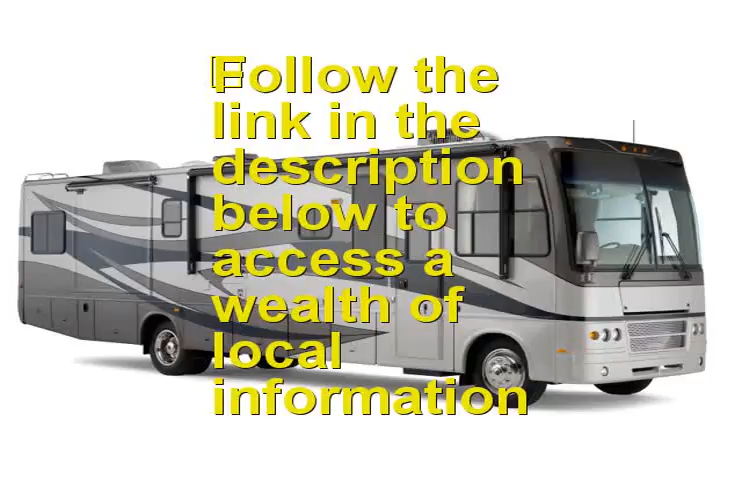 Follow the
link in the
description
below to
access a
wealth of
local
information